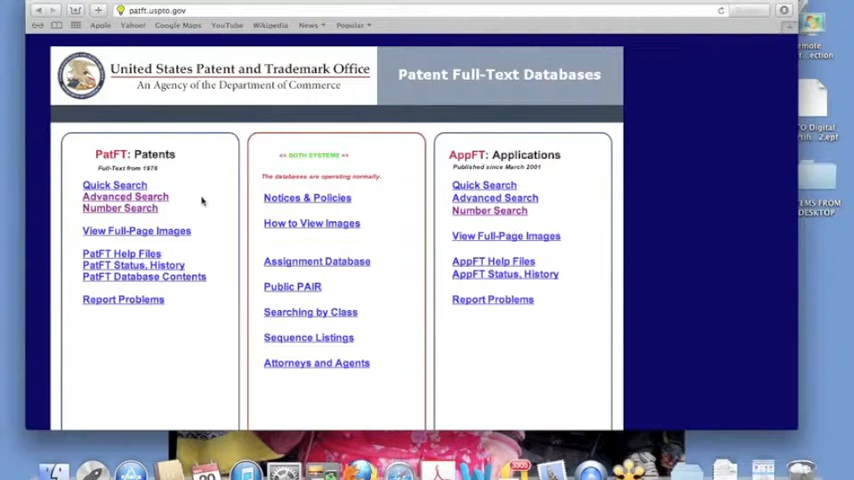 patft.uspto.gov
Apple Yahoo! Google Maps YouTube Wikipedia News Popular
United States Patent and Trademark Office
An Agency of the Department of Commerce
Patent Full-Text Databases
PatFT: Patents
Full-Text from 1976
Quick Search
Advanced Search
Number Search
View Full-Page Images
PatFT Help Files
PatFT Status, History
PatFT Database Contents
Report Problems
<< BOTH SYSTEMS >>
The databases are operating normally.
Notices & Policies
How to View Images
Assignment Database
Public PAIR
Searching by Class
Sequence Listings
Attorneys and Agents
AppFT: Applications
Published since March 2001
Quick Search
Advanced Search
Number Search
View Full-Page Images
AppFT Help Files
AppFT Status, History
Report Problems